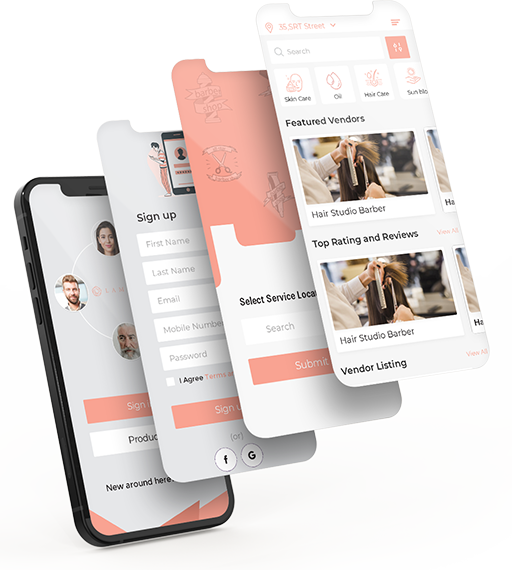 35,SRT Street
Search
Skin Care
Oil
Hair Care
Sun blo
Featured Vendors
Hair Studio Barber
Ha
Top Rating and Reviews
View All
Hair Studio Barber
Ha
Vendor Listing
View All
Select Service Loca
Search
Submit
Sign up
First Name
Last Name
Email
Mobile Number
Password
I Agree Terms
Sign u
(or)
f
G
Sign
Produc
New around here